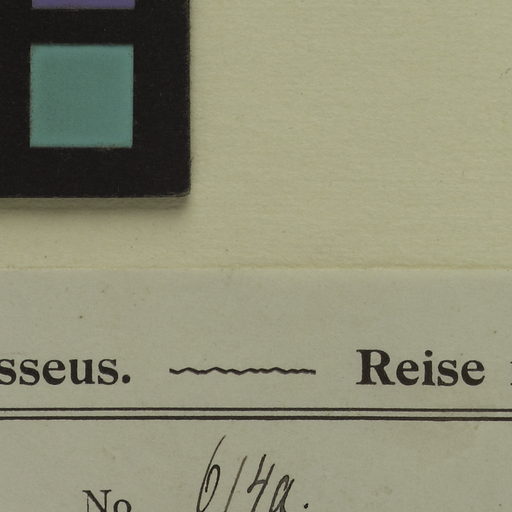 sseus. Reise
No 614a.